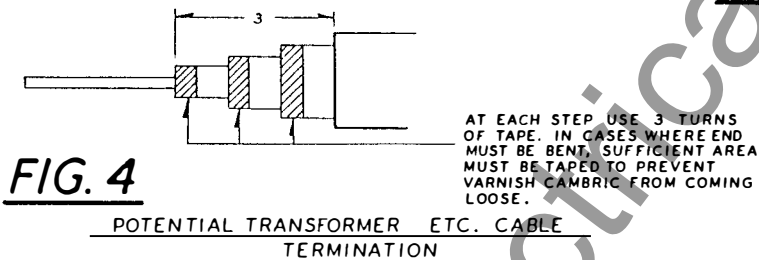 3
AT EACH STEP USE 3 TURNS
OF TAPE. IN CASES WHERE END
MUST BE BENT, SUFFICIENT AREA
MUST BE TAPED TO PREVENT
VARNISH CAMBRIC FROM COMING
LOOSE.
FIG. 4
POTENTIAL TRANSFORMER ETC. CABLE
TERMINATION